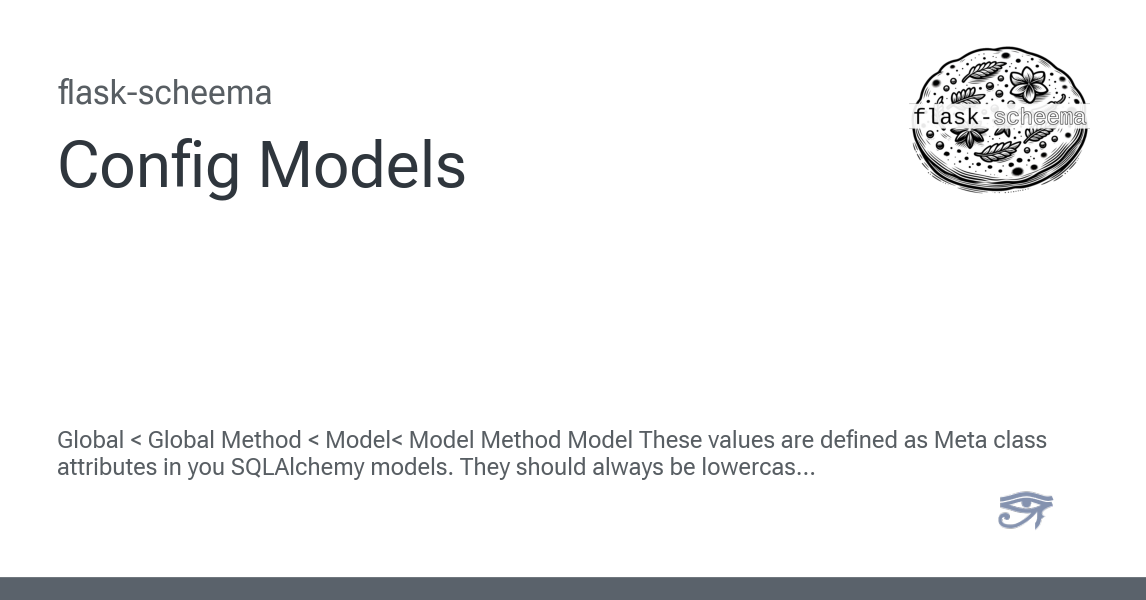 flask-scheema
flask-scheema
Config Models
Global < Global Method < Model< Model Method Model These values are defined as Meta class
attributes in you SQLAlchemy models. They should always be lowercas...